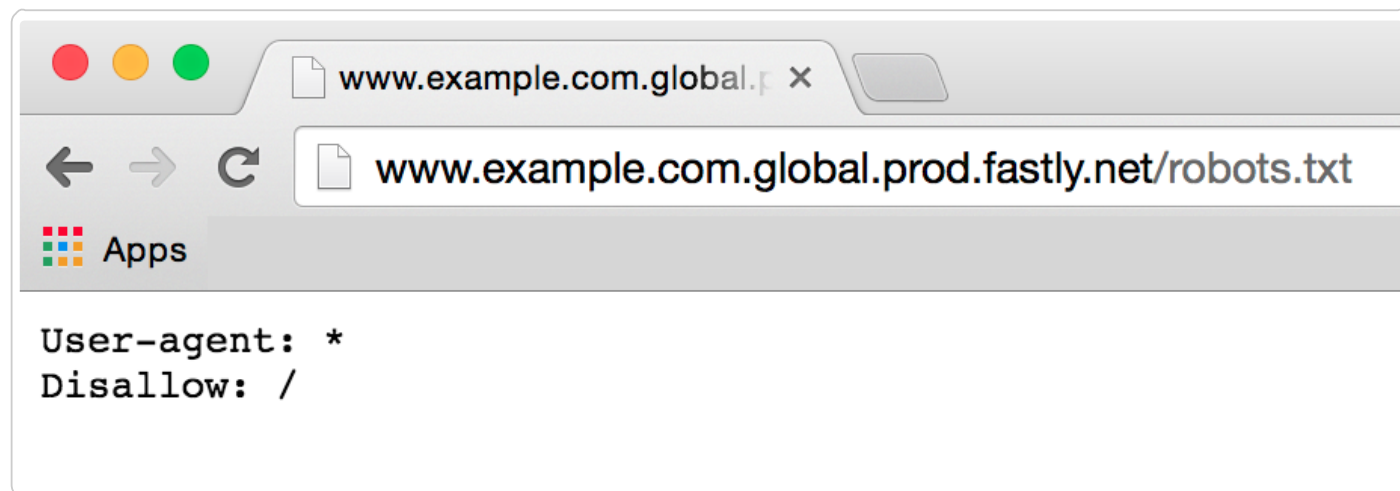 www.example.com.global.p
www.example.com.global.prod.fastly.net/robots.txt
Apps
User-agent: *
Disallow: /